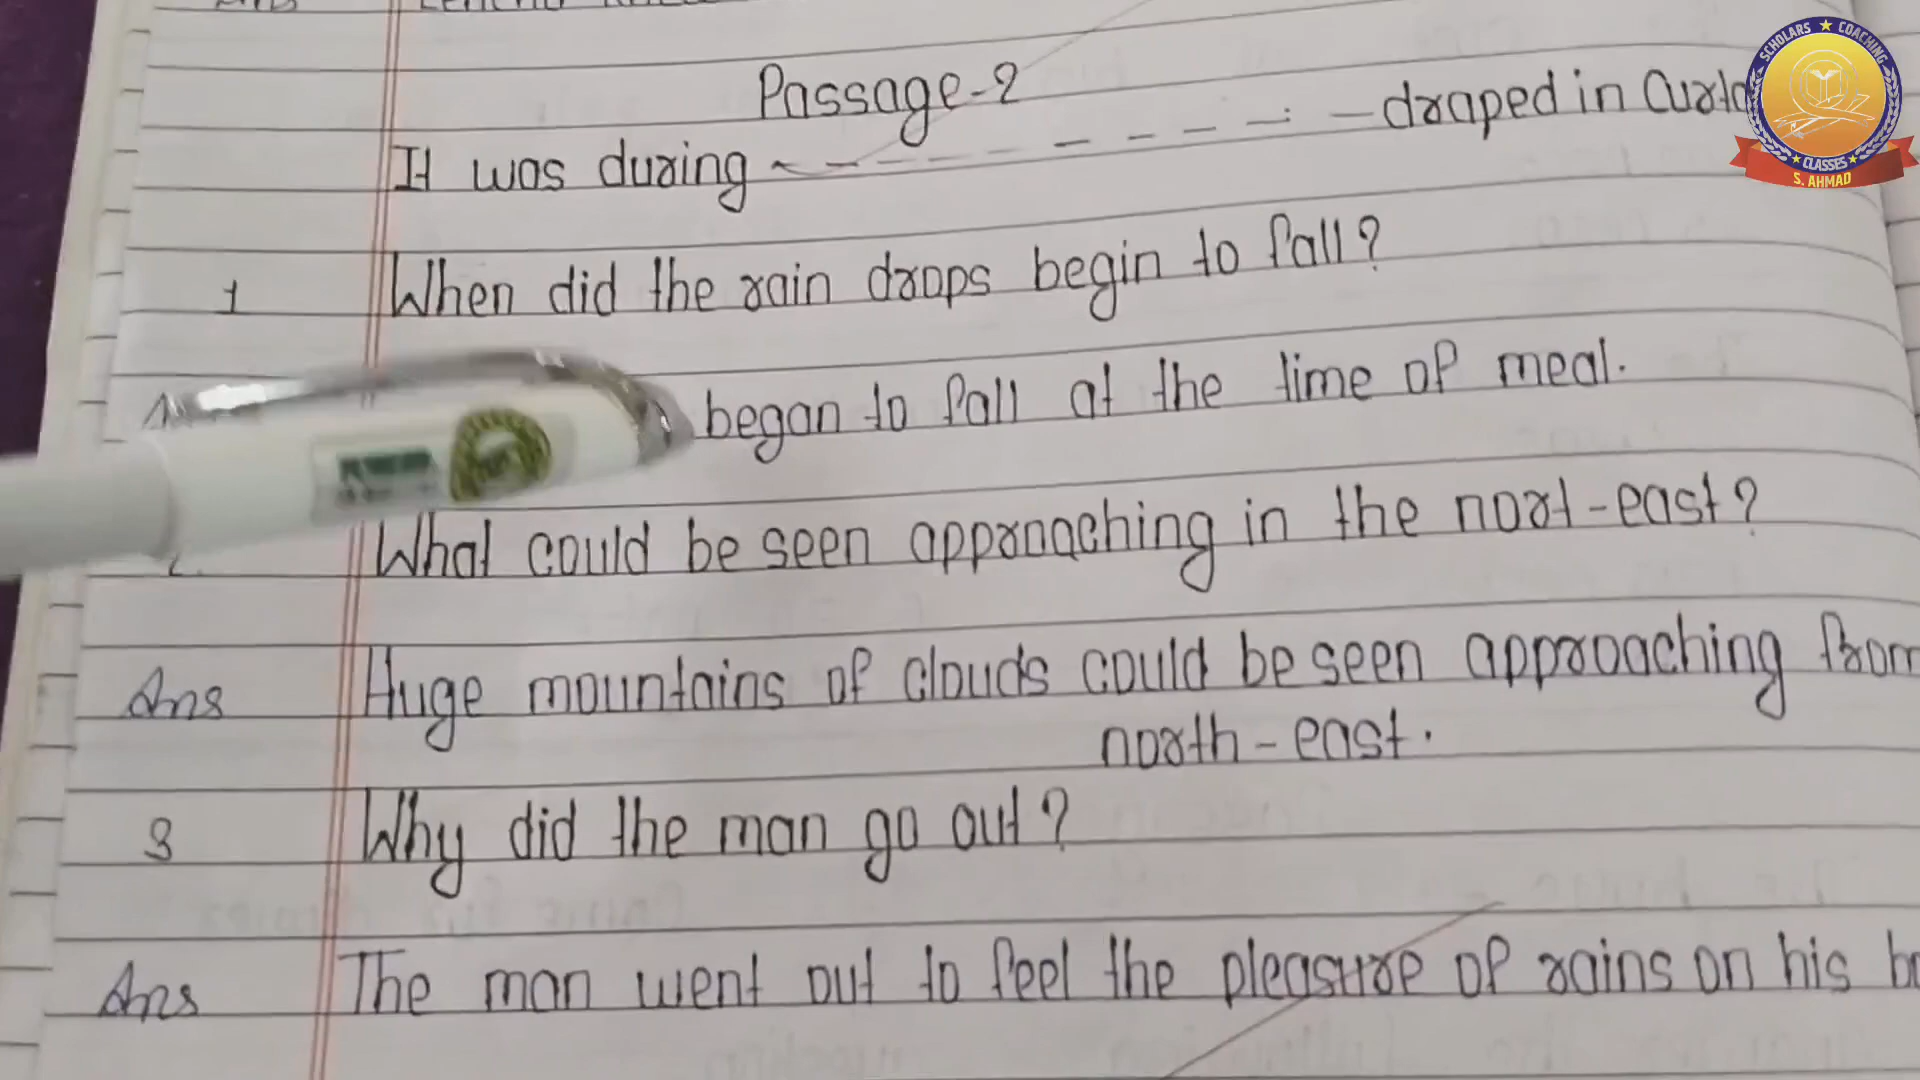 Passage-2
It was during - - - - - - - - - draped in
1 When did the rain drops begin to fall?
began to fall at the time of meal.
What could be seen approaching in the nort-east?
Ans Huge mountains of clouds could be seen approaching from
north-east.
3 Why did the man go out?
Ans The man went out to feel the pleasure of rains on his
SCHOLARS ★ COACHING
★ CLASSES ★
S. AHMAD